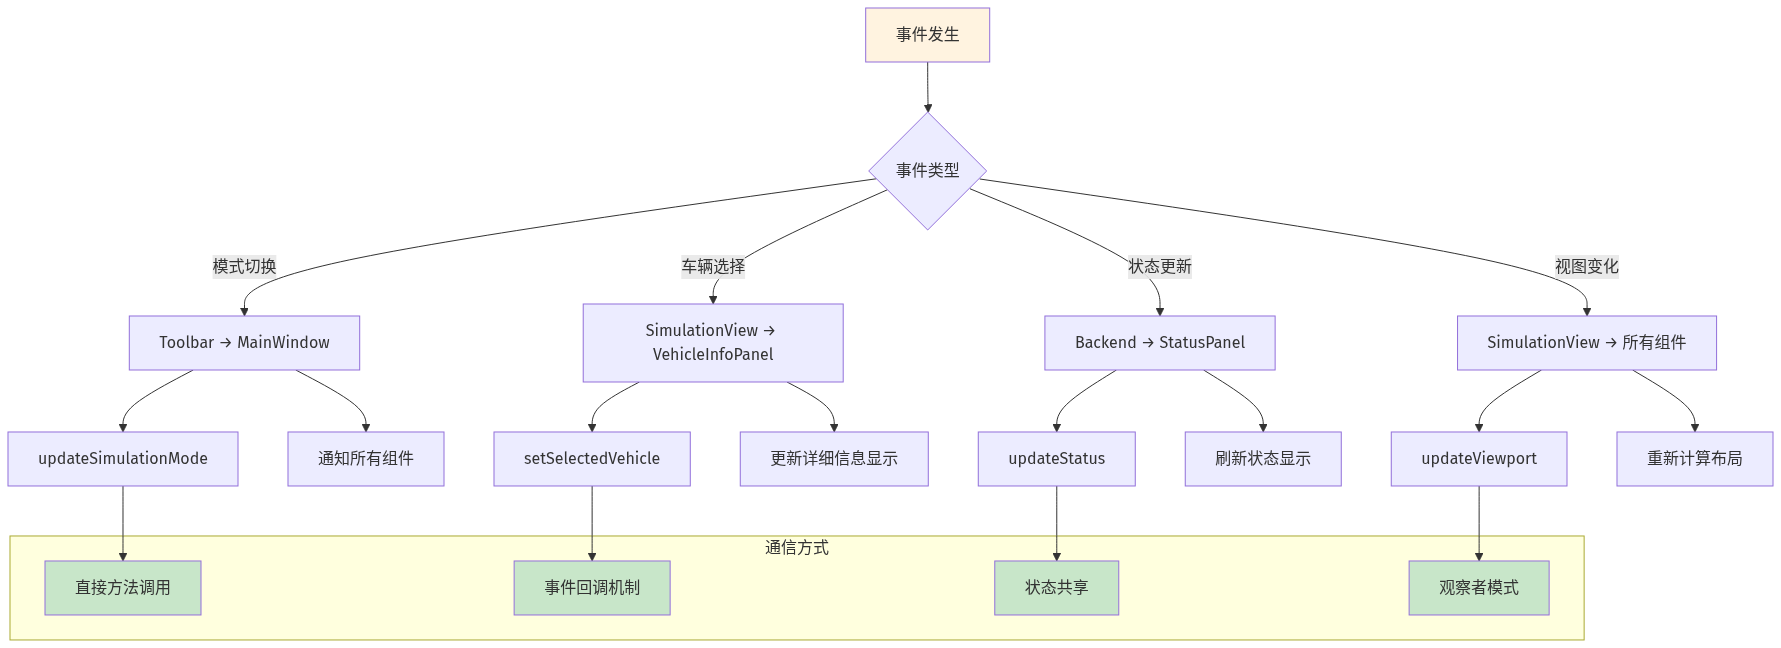 事件发生
事件类型
模式切换
车辆选择
状态更新
视图变化
Toolbar → MainWindow
SimulationView →
VehicleInfoPanel
Backend → StatusPanel
SimulationView → 所有组件
updateSimulationMode
通知所有组件
setSelectedVehicle
更新详细信息显示
updateStatus
刷新状态显示
updateViewport
重新计算布局
通信方式
直接方法调用
事件回调机制
状态共享
观察者模式